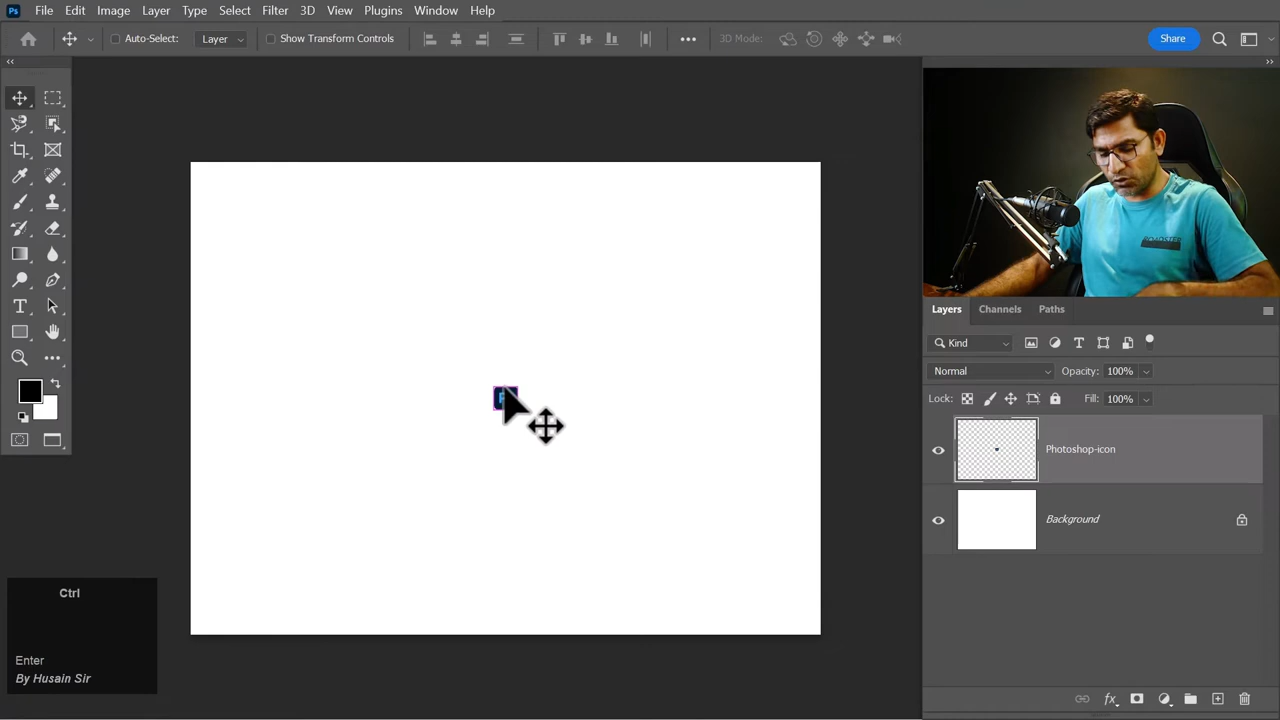 Ps File Edit Image Layer Type Select Filter 3D View Plugins Window Help
Auto-Select: Layer Show Transform Controls 3D Mode: Share
Layers Channels Paths
Kind
Normal Opacity: 100%
Lock: Fill: 100%
Photoshop-icon
Background
Ctrl
Enter
By Husain Sir